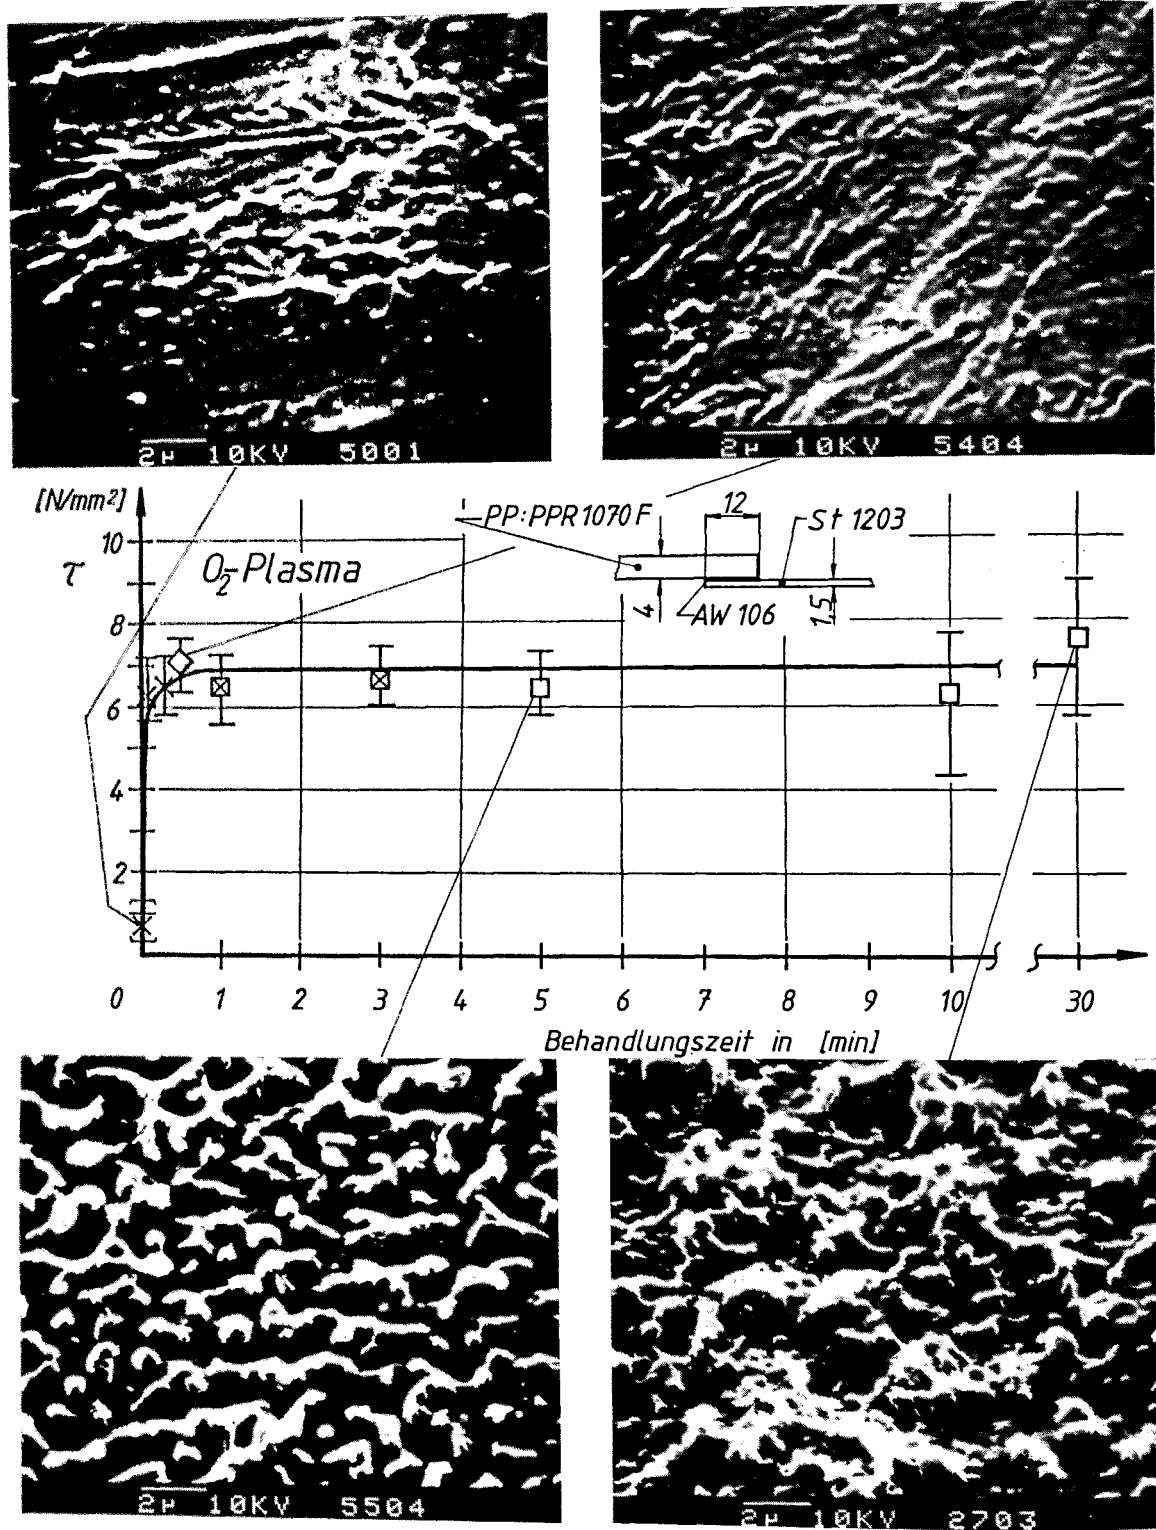 2µ 10KV 5001
2µ 10KV 5404
[N/mm²]
τ
O₂-Plasma
PP:PPR1070F
12
St 1203
4
AW 106
1.5
10
8
6
4
2
0 1 2 3 4 5 6 7 8 9 10 30
Behandlungszeit in [min]
2µ 10KV 5504
2µ 10KV 2703